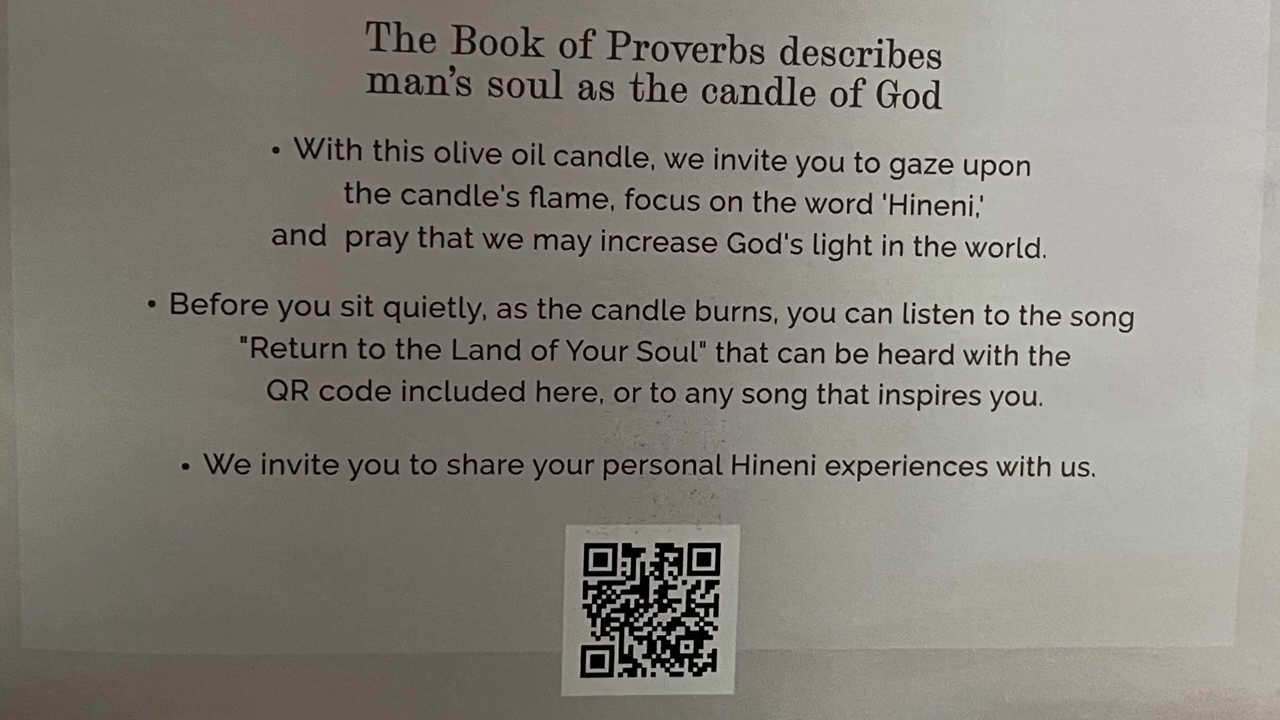 The Book of Proverbs describes
man's soul as the candle of God
• With this olive oil candle, we invite you to gaze upon
the candle's flame, focus on the word 'Hineni,'
and pray that we may increase God's light in the world.
• Before you sit quietly, as the candle burns, you can listen to the song
"Return to the Land of Your Soul" that can be heard with the
QR code included here, or to any song that inspires you.
• We invite you to share your personal Hineni experiences with us.